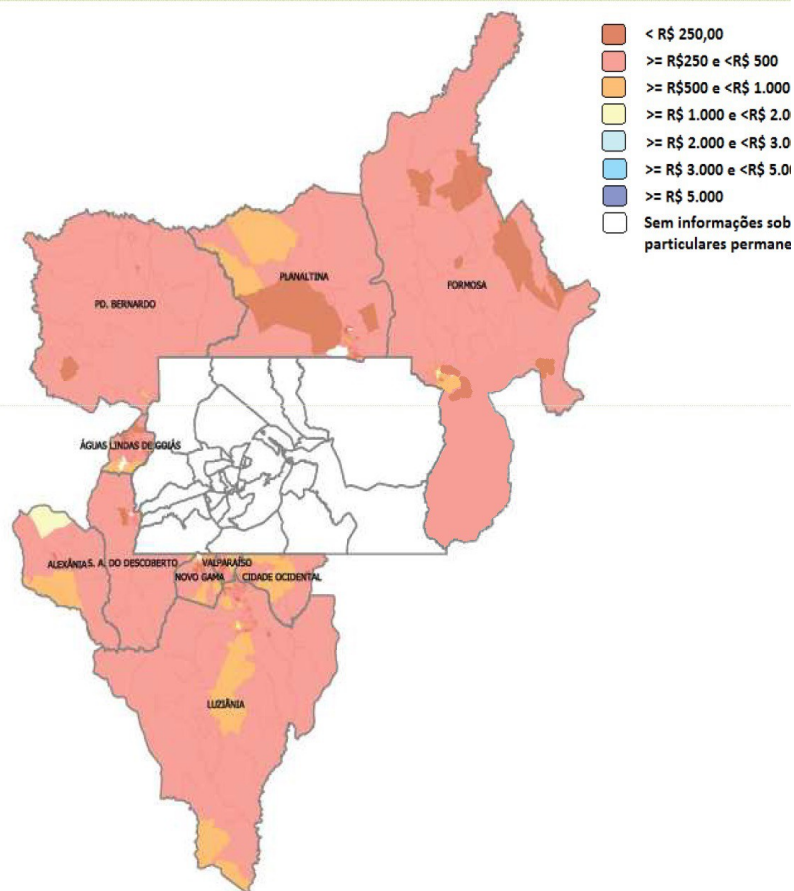 < R$ 250,00
>= R$250 e <R$ 500
>= R$500 e <R$ 1.000
>= R$ 1.000 e <R$ 2.0
>= R$ 2.000 e <R$ 3.0
>= R$ 3.000 e <R$ 5.0
>= R$ 5.000
Sem informações sob
particulares permane
PLANALTINA
FORMOSA
PD. BERNARDO
ÁGUAS LINDAS DE GOIÁS
ALEXÂNIA
S. A. DO DESCOBERTO
VALPARAÍSO
NOVO GAMA
CIDADE OCIDENTAL
LUZIÂNIA